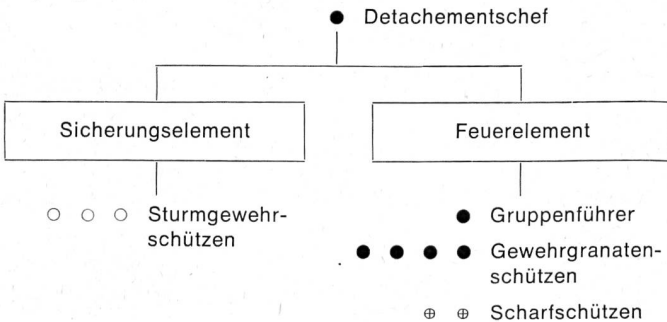 Detachementschef
Sicherungselement
Feuerelement
Sturmgewehr-
schützen
Gruppenführer
Gewehrgranaten-
schützen
Scharfschützen